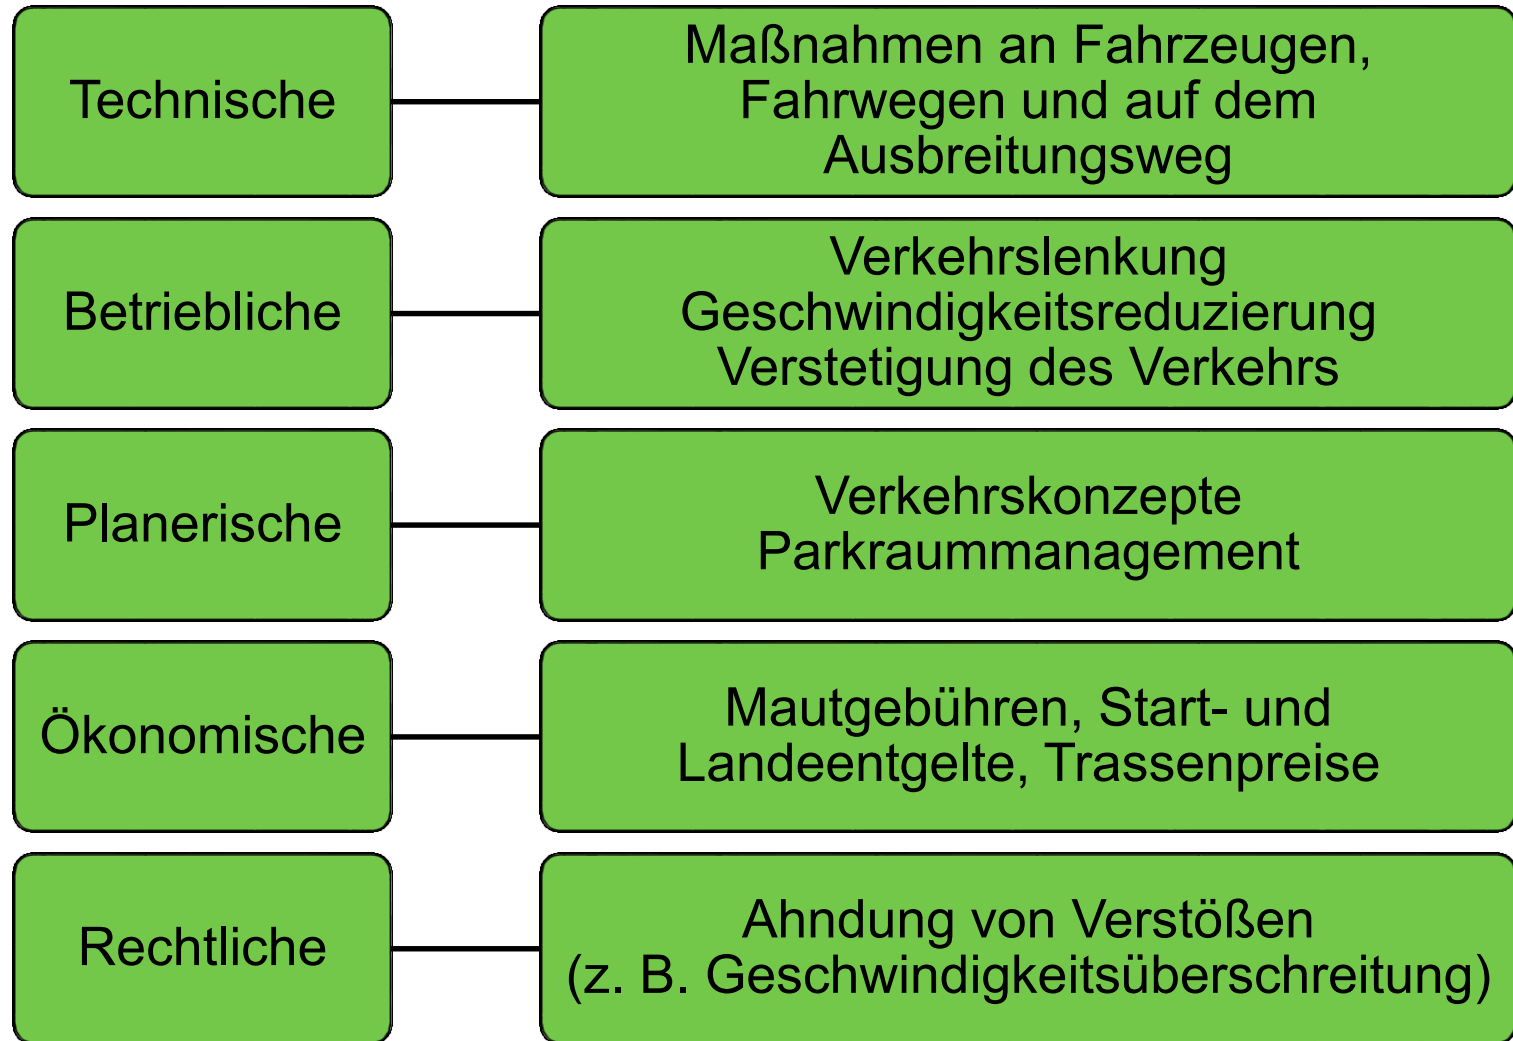 Technische
Maßnahmen an Fahrzeugen,
Fahrwegen und auf dem
Ausbreitungsweg
Betriebliche
Verkehrslenkung
Geschwindigkeitsreduzierung
Verstetigung des Verkehrs
Planerische
Verkehrskonzepte
Parkraummanagement
Ökonomische
Mautgebühren, Start- und
Landeentgelte, Trassenpreise
Rechtliche
Ahndung von Verstößen
(z. B. Geschwindigkeitsüberschreitung)